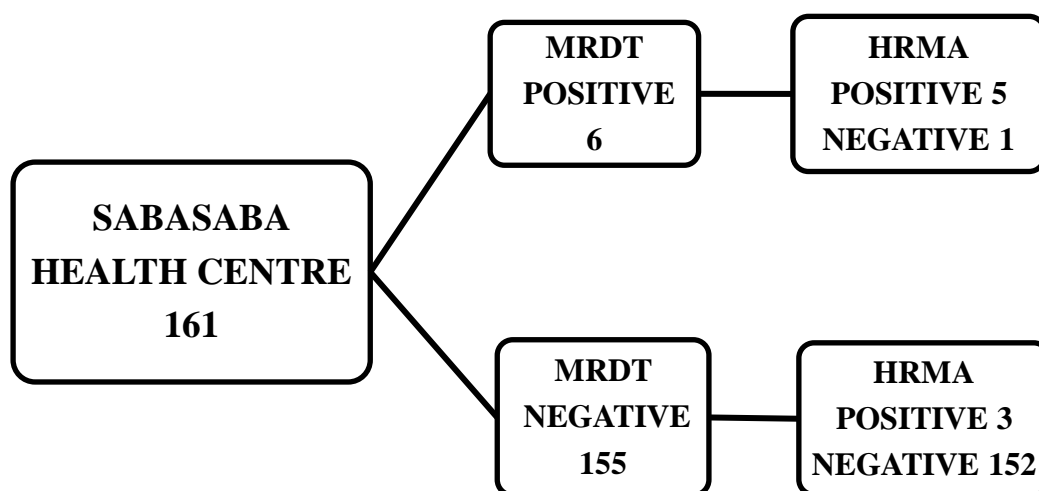 SABASABA
HEALTH CENTRE
161
MRDT
POSITIVE
6
HRMA
POSITIVE 5
NEGATIVE 1
MRDT
NEGATIVE
155
HRMA
POSITIVE 3
NEGATIVE 152